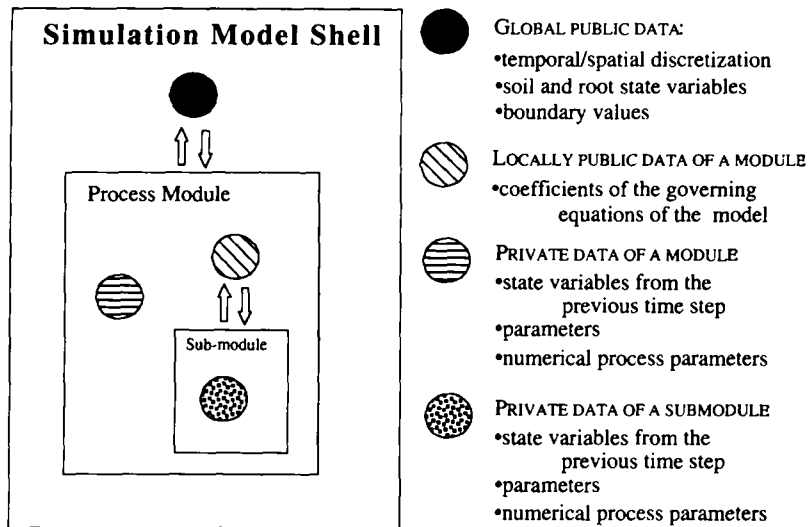 Simulation Model Shell
Process Module
Sub-module
GLOBAL PUBLIC DATA:
•temporal/spatial discretization
•soil and root state variables
•boundary values
LOCALLY PUBLIC DATA OF A MODULE
•coefficients of the governing
equations of the model
PRIVATE DATA OF A MODULE
•state variables from the
previous time step
•parameters
•numerical process parameters
PRIVATE DATA OF A SUBMODULE
•state variables from the
previous time step
•parameters
•numerical process parameters